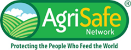 AgriSafe®
Network
Protecting the People Who Feed the World